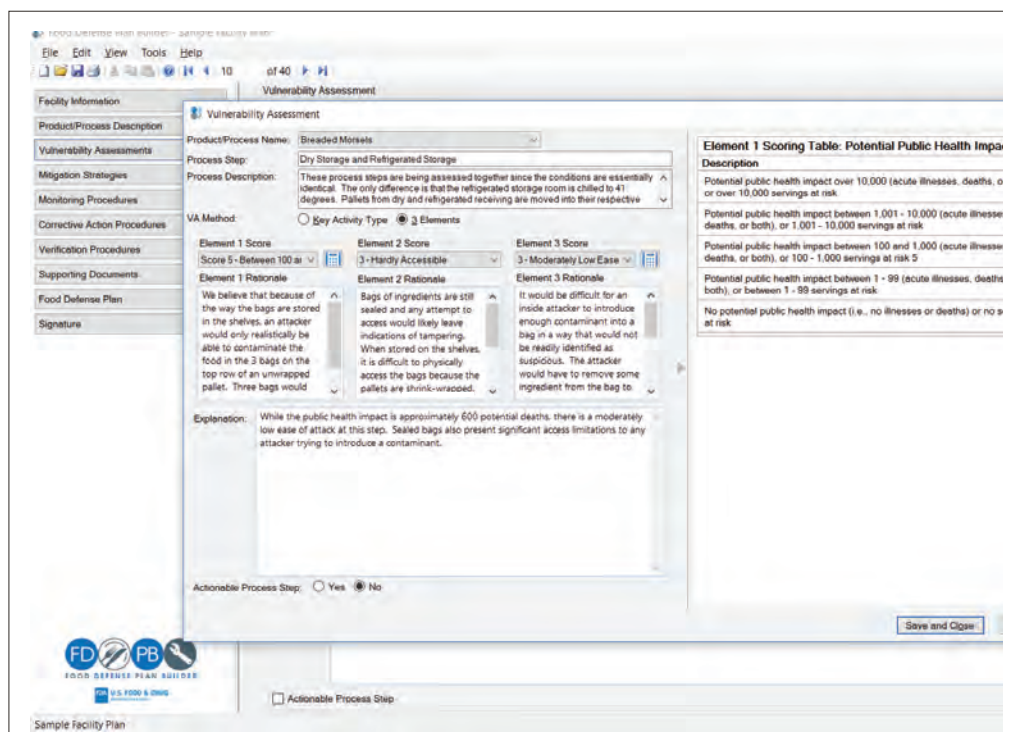 Food Defense Plan Builder - Sample Facility Plan
File Edit View Tools Help
10 of 40
Vulnerability Assessment
Facility Information
Product/Process Description
Vulnerability Assessments
Mitigation Strategies
Monitoring Procedures
Corrective Action Procedures
Verification Procedures
Supporting Documents
Food Defense Plan
Signature
Vulnerability Assessment
Product/Process Name: Breaded Morsels
Process Step: Dry Storage and Refrigerated Storage
Process Description: These process steps are being assessed together since the conditions are essentially
identical. The only difference is that the refrigerated storage room is chilled to 41
degrees. Pallets from dry and refrigerated receiving are moved into their respective
VA Method: Key Activity Type 3 Elements
Element 1 Score
Score 5 - Between 100 ar
Element 1 Rationale
We believe that because of
the way the bags are stored
in the shelves, an attacker
would only realistically be
able to contaminate the
food in the 3 bags on the
top row of an unwrapped
pallet. Three bags would
Element 2 Score
3 - Hardly Accessible
Element 2 Rationale
Bags of ingredients are still
sealed and any attempt to
access would likely leave
indications of tampering.
When stored on the shelves,
it is difficult to physically
access the bags because the
pallets are shrink-wrapped.
Element 3 Score
3 - Moderately Low Ease
Element 3 Rationale
It would be difficult for an
inside attacker to introduce
enough contaminant into a
bag in a way that would not
be readily identified as
suspicious. The attacker
would have to remove some
ingredient from the bag to
Explanation: While the public health impact is approximately 600 potential deaths, there is a moderately
low ease of attack at this step. Sealed bags also present significant access limitations to any
attacker trying to introduce a contaminant.
Actionable Process Step: Yes No
Element 1 Scoring Table: Potential Public Health Impa
Description
Potential public health impact over 10,000 (acute illnesses, deaths, o
or over 10,000 servings at risk
Potential public health impact between 1,001 - 10,000 (acute illnesse
deaths, or both), or 1,001 - 10,000 servings at risk
Potential public health impact between 100 and 1,000 (acute illnesse
deaths, or both), or 100 - 1,000 servings at risk 5
Potential public health impact between 1 - 99 (acute illnesses, deaths
both), or between 1 - 99 servings at risk
No potential public health impact (i.e., no illnesses or deaths) or no s
at risk
Save and Close
FD PB
FOOD DEFENSE PLAN BUILDER
FDA U.S. FOOD & DRUG
Actionable Process Step
Sample Facility Plan